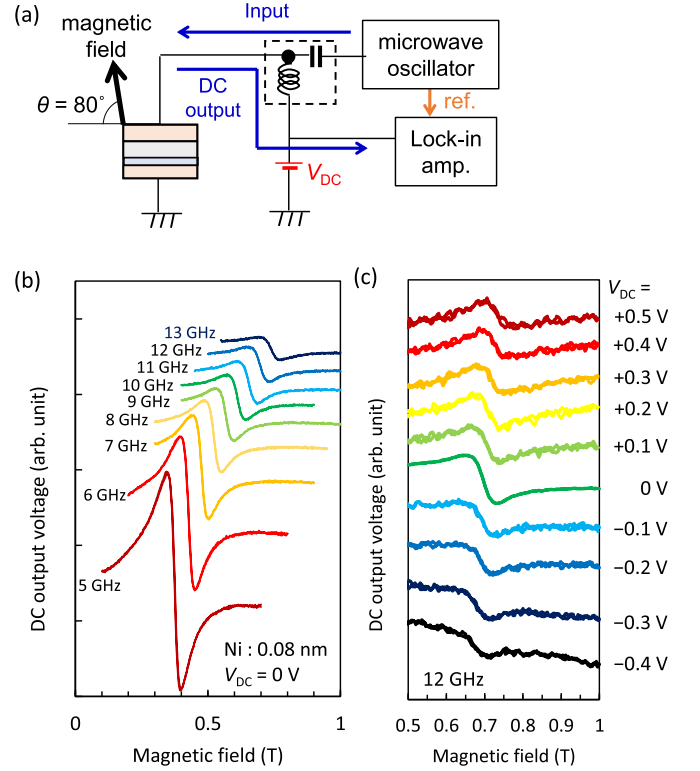 (a)
Input
magnetic
field
microwave
oscillator
θ = 80°
DC
output
ref.
Lock-in
amp.
VDC
(b)
13 GHz
12 GHz
11 GHz
10 GHz
9 GHz
8 GHz
7 GHz
6 GHz
5 GHz
Ni : 0.08 nm
VDC = 0 V
DC output voltage (arb. unit)
0
0.5
1
Magnetic field (T)
(c)
VDC =
+0.5 V
+0.4 V
+0.3 V
+0.2 V
+0.1 V
0 V
−0.1 V
−0.2 V
−0.3 V
−0.4 V
12 GHz
DC output voltage (arb. unit)
0.5 0.6 0.7 0.8 0.9 1
Magnetic field (T)